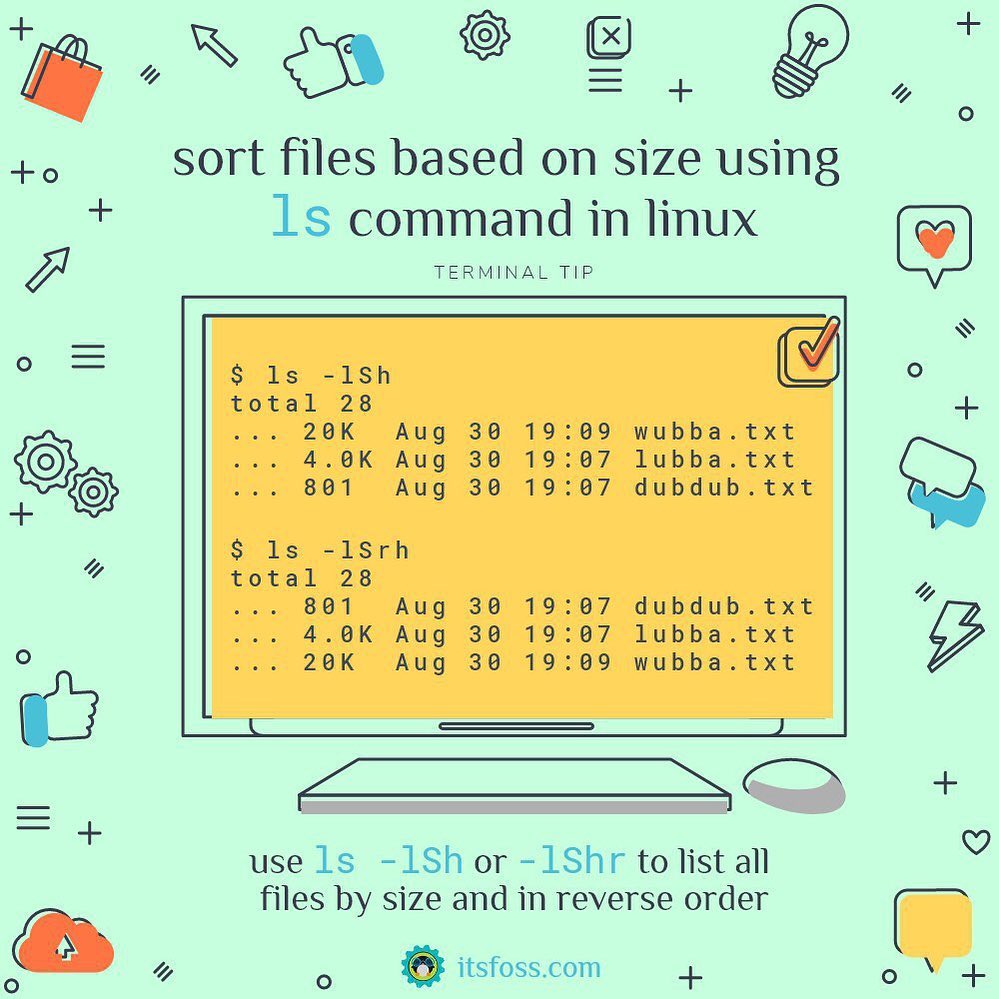 sort files based on size using
ls command in linux
TERMINAL TIP
$ ls -lSh
total 28
... 20K  Aug 30 19:09 wubba.txt
... 4.0K Aug 30 19:07 lubba.txt
... 801  Aug 30 19:07 dubdub.txt
$ ls -lSrh
total 28
... 801  Aug 30 19:07 dubdub.txt
... 4.0K Aug 30 19:07 lubba.txt
... 20K  Aug 30 19:09 wubba.txt
use ls -lSh or -lShr to list all
files by size and in reverse order
itsfoss.com